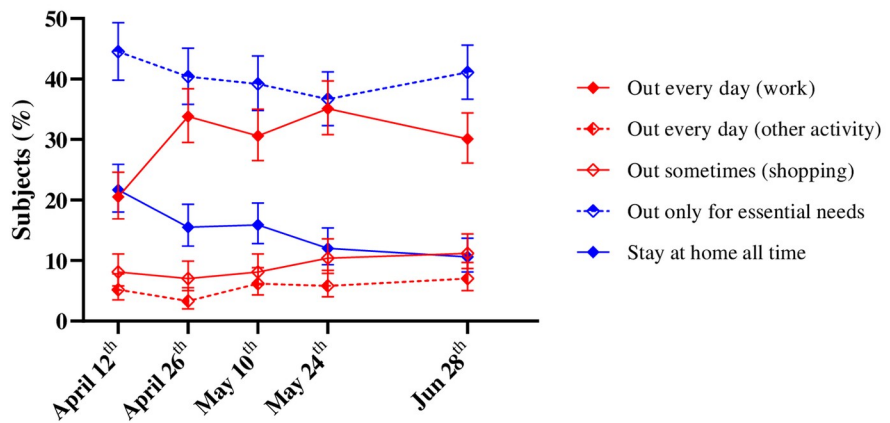 50
40
30
20
10
0
Subjects (%)
April 12th
April 26th
May 10th
May 24th
Jun 28th
Out every day (work)
Out every day (other activity)
Out sometimes (shopping)
Out only for essential needs
Stay at home all time